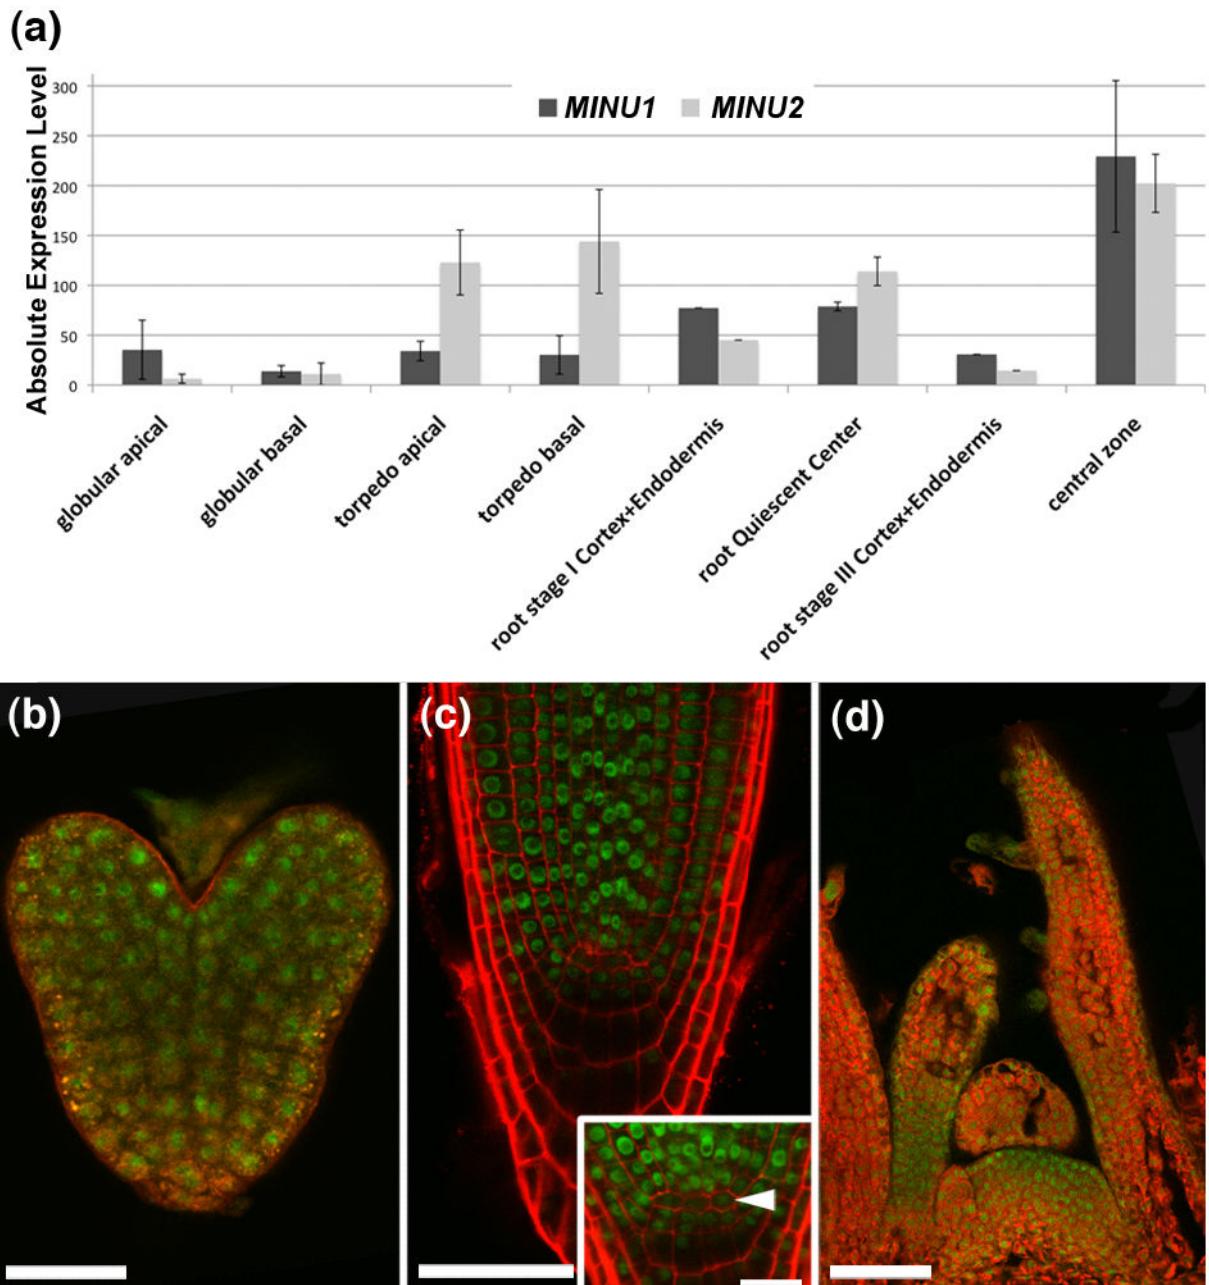 (a)
Absolute Expression Level
300
250
200
150
100
50
0
MINU1 MINU2
globular apical
globular basal
torpedo apical
torpedo basal
root stage I Cortex+Endodermis
root Quiescent Center
root stage III Cortex+Endodermis
central zone
(b)
(c)
(d)